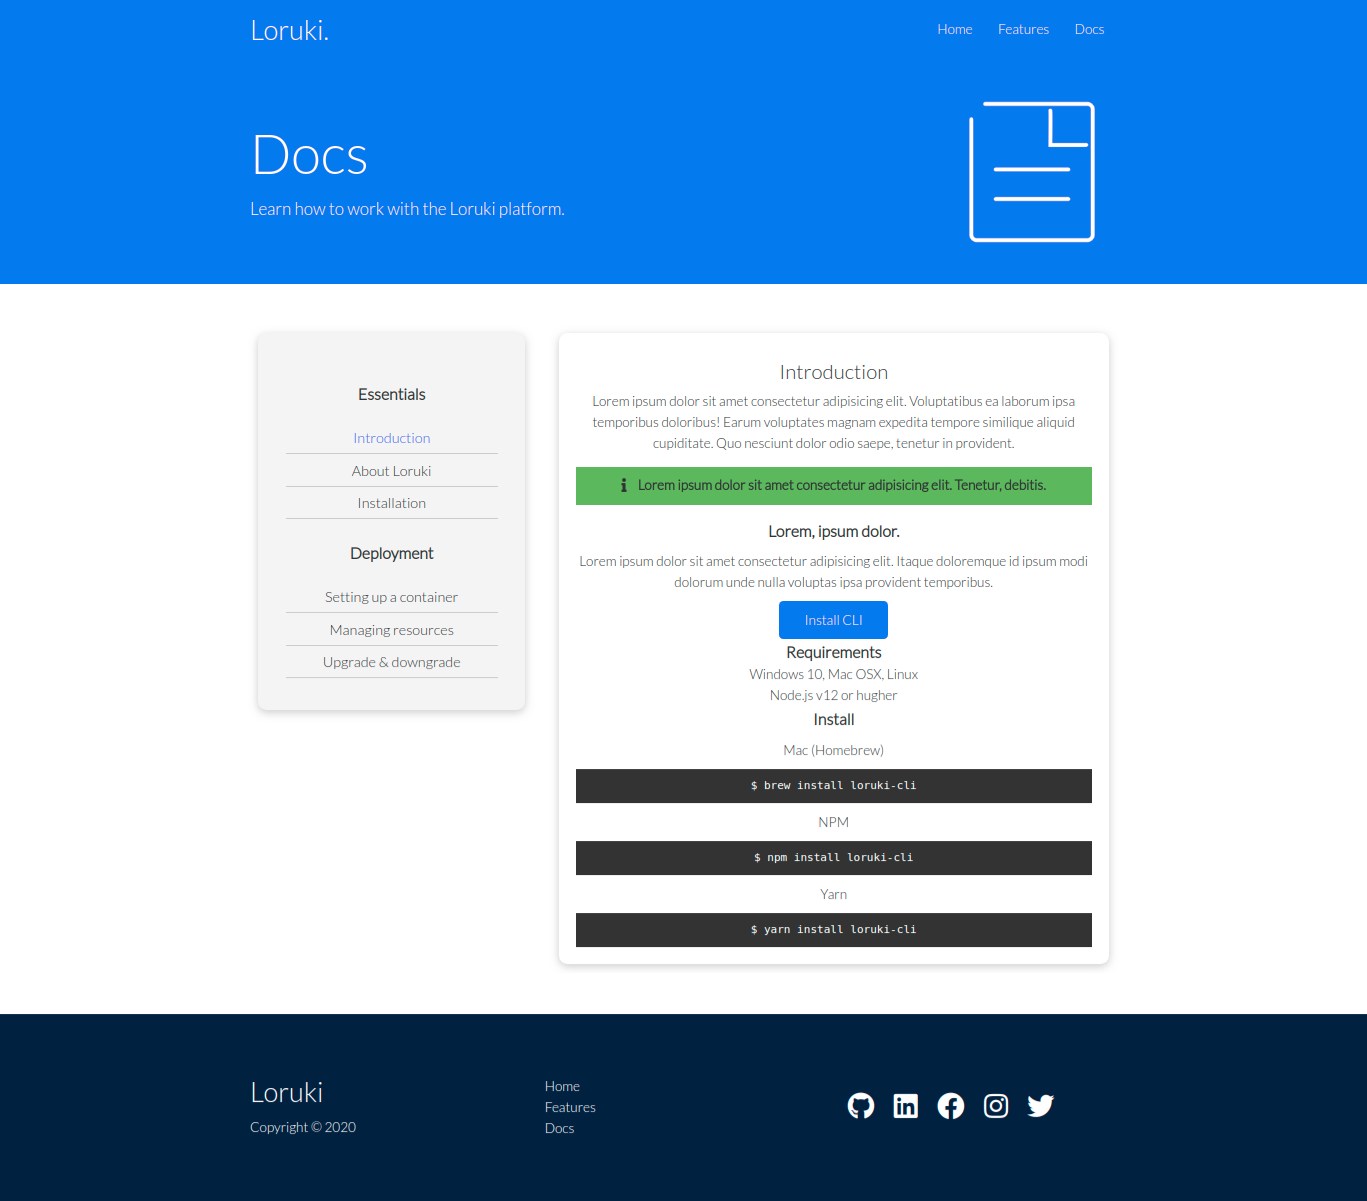 Loruki.
Home Features Docs
Docs
Learn how to work with the Loruki platform.
Essentials
Introduction
About Loruki
Installation
Deployment
Setting up a container
Managing resources
Upgrade & downgrade
Introduction
Lorem ipsum dolor sit amet consectetur adipisicing elit. Voluptatibus ea laborum ipsa
temporibus doloribus! Earum voluptates magnam expedita tempore similique aliquid
cupiditate. Quo nesciunt dolor odio saepe, tenetur in provident.
Lorem ipsum dolor sit amet consectetur adipisicing elit. Tenetur, debitis.
Lorem, ipsum dolor.
Lorem ipsum dolor sit amet consectetur adipisicing elit. Itaque doloremque id ipsum modi
dolorum unde nulla voluptas ipsa provident temporibus.
Install CLI
Requirements
Windows 10, Mac OSX, Linux
Node.js v12 or hugher
Install
Mac (Homebrew)
$ brew install loruki-cli
NPM
$ npm install loruki-cli
Yarn
$ yarn install loruki-cli
Loruki
Copyright © 2020
Home
Features
Docs